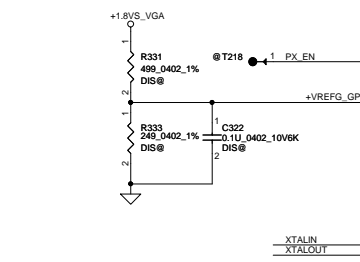 +1.8VS_VGA
1
R331
499_0402_1%
DIS@
2
@T218
1
PX_EN
+VREFG_GP
1
R333
249_0402_1%
DIS@
2
1
C322
0.1U_0402_10V6K
DIS@
2
XTALIN
XTALOUT